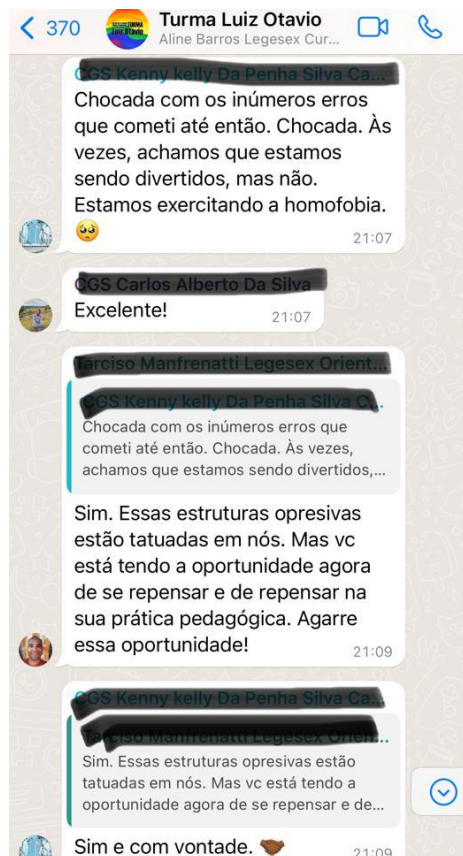 370
Turma Luiz Otavio
Aline Barros Legesex Cur...
Chocada com os inúmeros erros
que cometi até então. Chocada. Às
vezes, achamos que estamos
sendo divertidos, mas não.
Estamos exercitando a homofobia.
🥺
21:07
Excelente!
21:07
Chocada com os inúmeros erros que
cometi até então. Chocada. Às vezes,
achamos que estamos sendo divertidos,...
Sim. Essas estruturas opresivas
estão tatuadas em nós. Mas vc
está tendo a oportunidade agora
de se repensar e de repensar na
sua prática pedagógica. Agarre
essa oportunidade!
21:09
Sim. Essas estruturas opresivas estão
tatuadas em nós. Mas vc está tendo a
oportunidade agora de se repensar e de...
Sim e com vontade. 🤝🏾
21:09